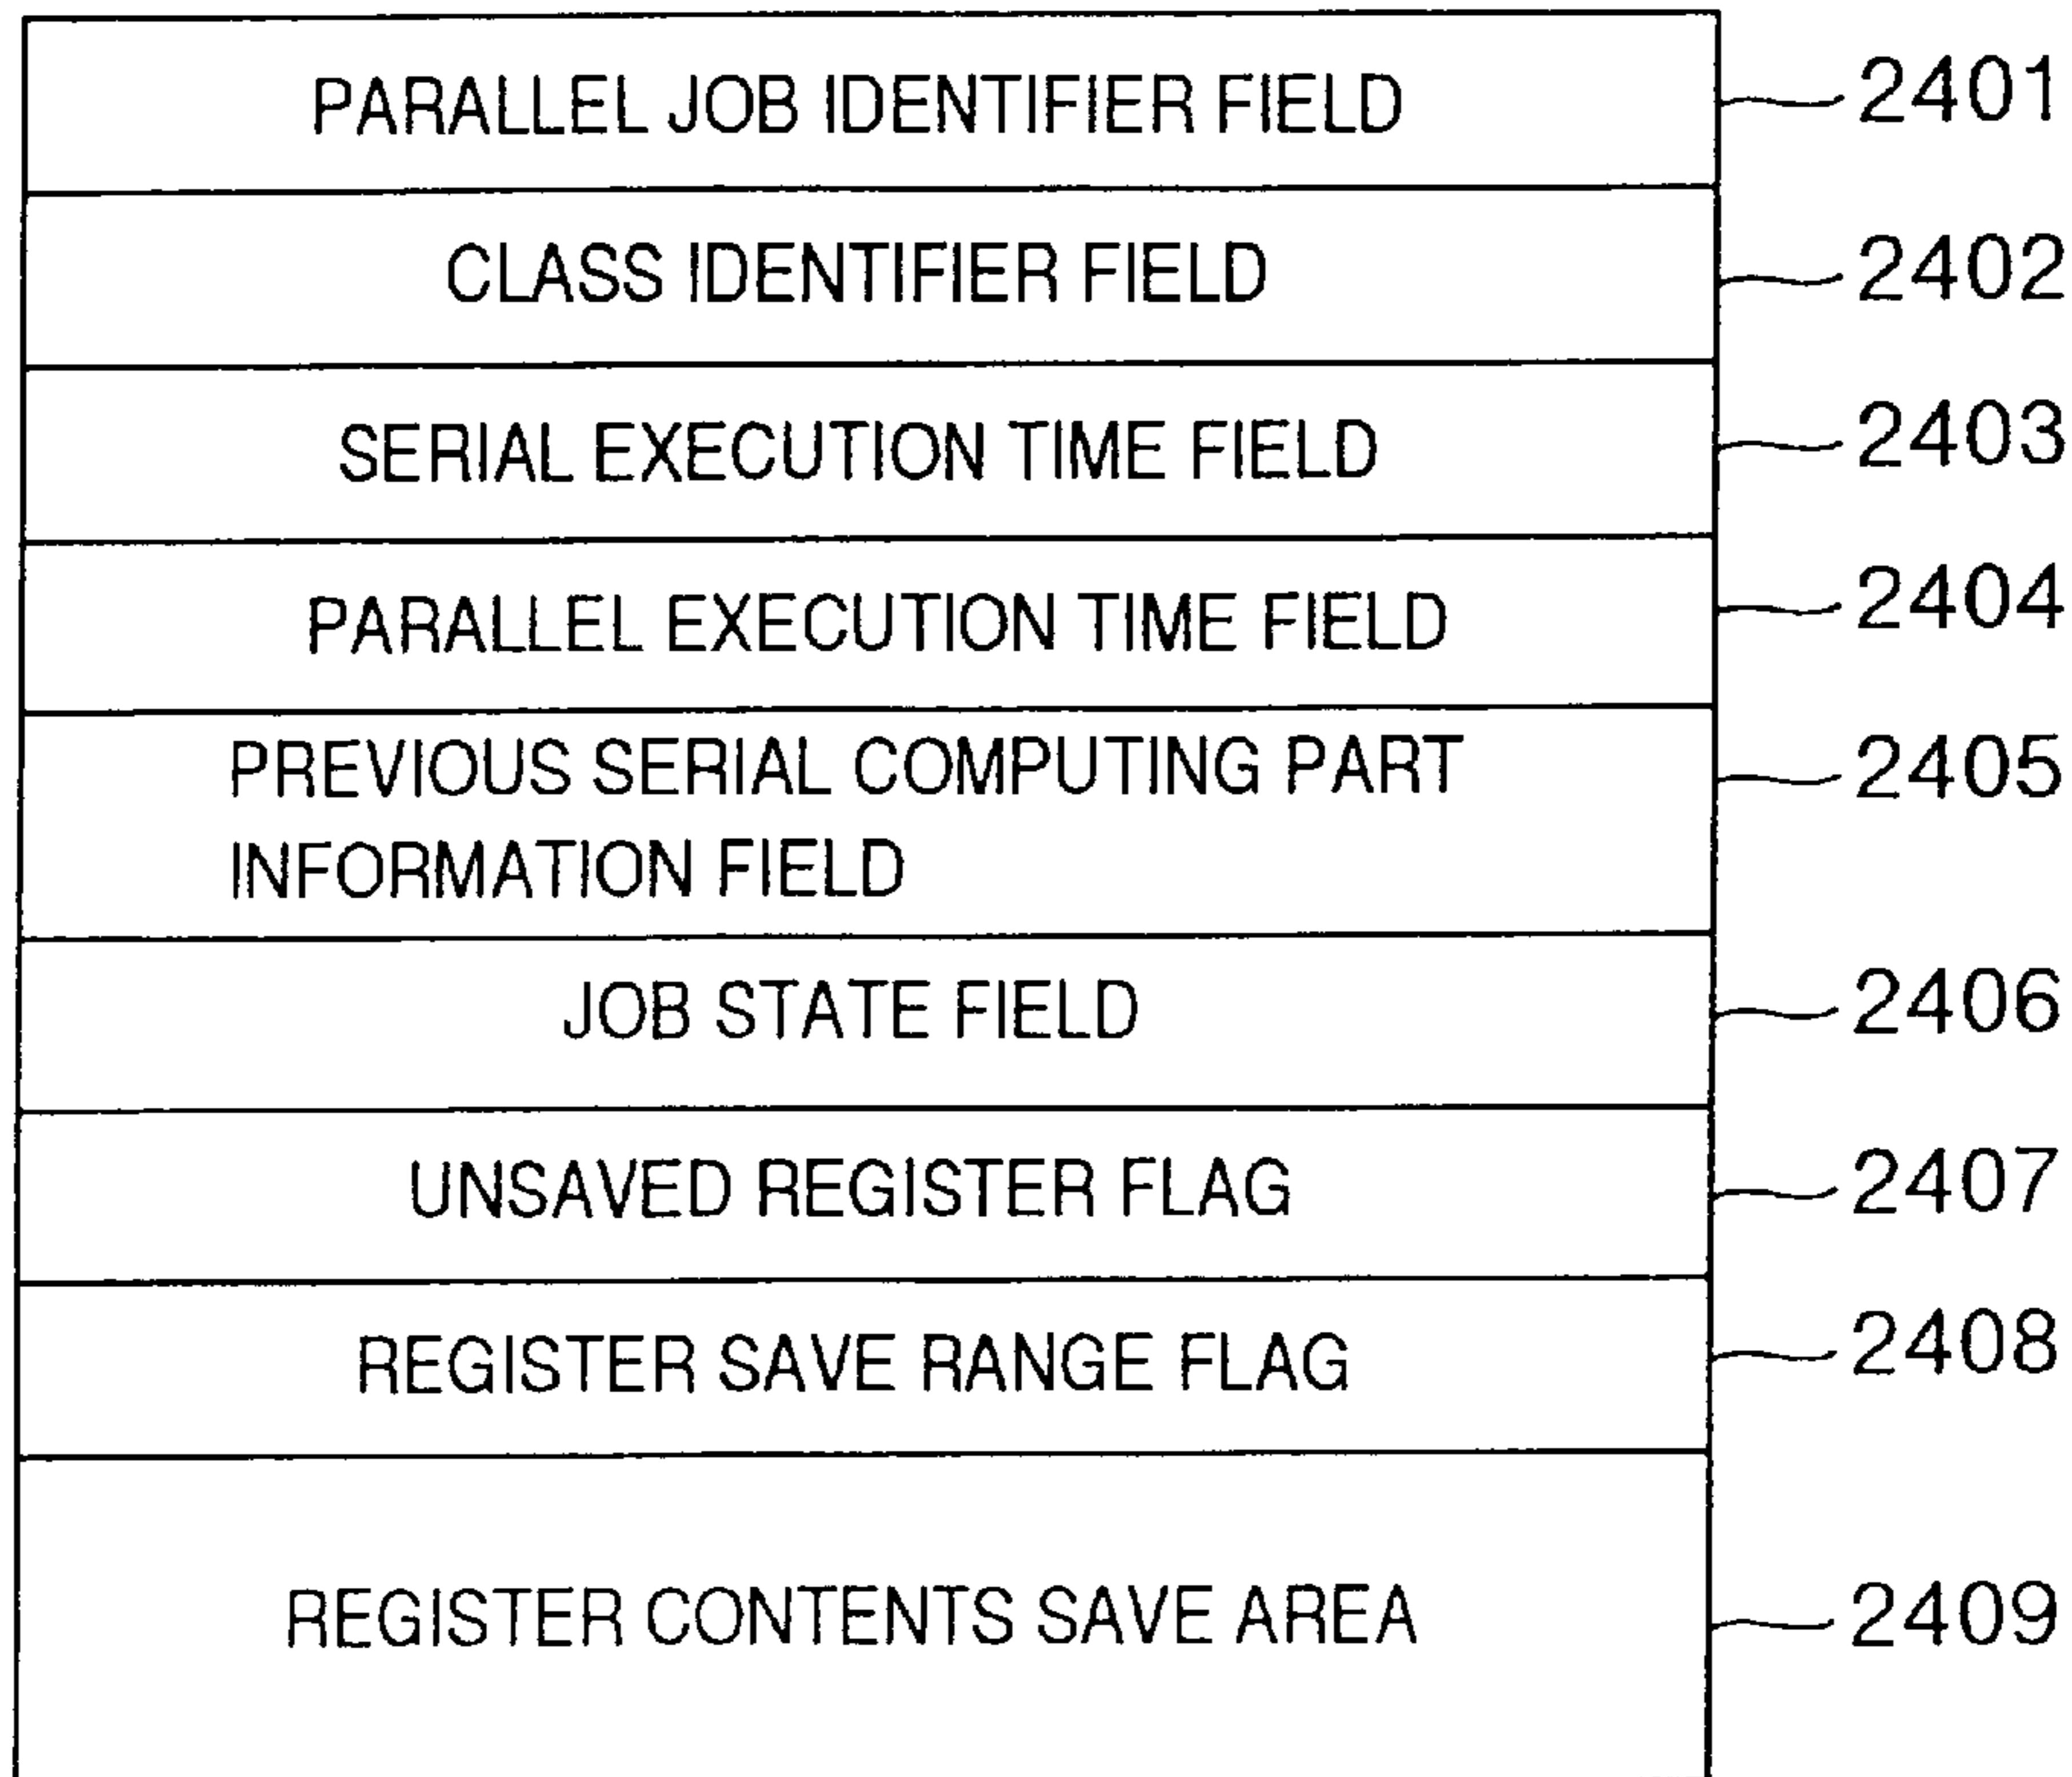 PARALLEL JOB IDENTIFIER FIELD 2401
CLASS IDENTIFIER FIELD 2402
SERIAL EXECUTION TIME FIELD 2403
PARALLEL EXECUTION TIME FIELD 2404
PREVIOUS SERIAL COMPUTING PART 2405
INFORMATION FIELD
JOB STATE FIELD 2406
UNSAVED REGISTER FLAG 2407
REGISTER SAVE RANGE FLAG 2408
REGISTER CONTENTS SAVE AREA 2409